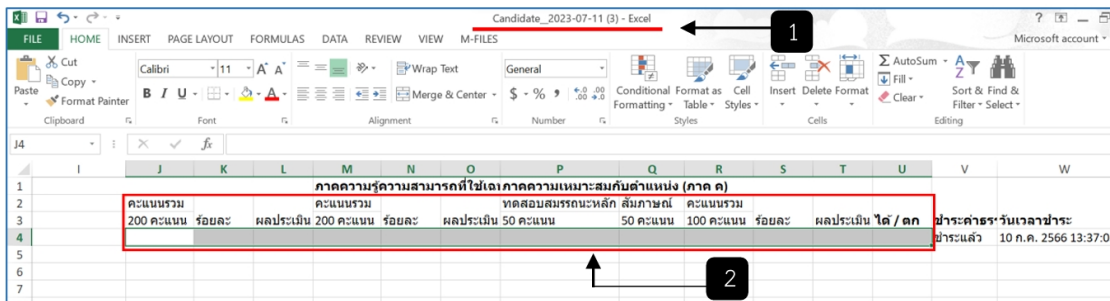 Candidate_2023-07-11 (3) - Excel
1
FILE HOME INSERT PAGE LAYOUT FORMULAS DATA REVIEW VIEW M-FILES Microsoft account
Cut
Copy
Format Painter
Paste
Clipboard
Calibri 11
B I U
Font
Wrap Text
Merge & Center
Alignment
General
$ % ,
Number
Conditional Formatting
Format as Table
Cell Styles
Styles
Insert Delete Format
Cells
AutoSum
Fill
Clear
Sort & Filter
Find & Select
Editing
J4 fx
I J K L M N O P Q R S T U V W
1 ภาคความรู้ความสามารถที่ใช้เฉา ภาคความเหมาะสมกับตำแหน่ง (ภาค ค)
2 คะแนนรวม คะแนนรวม ทดสอบสมรรถนะหลัก สัมภาษณ์ คะแนนรวม
3 200 คะแนน ร้อยละ ผลประเมิน 200 คะแนน ร้อยละ ผลประเมิน 50 คะแนน 50 คะแนน 100 คะแนน ร้อยละ ผลประเมิน ได้ / ตก ชำระค่าธร วันเวลาชำระ
4 ชำระแล้ว 10 ก.ค. 2566 13:37:0
5
6
7
2